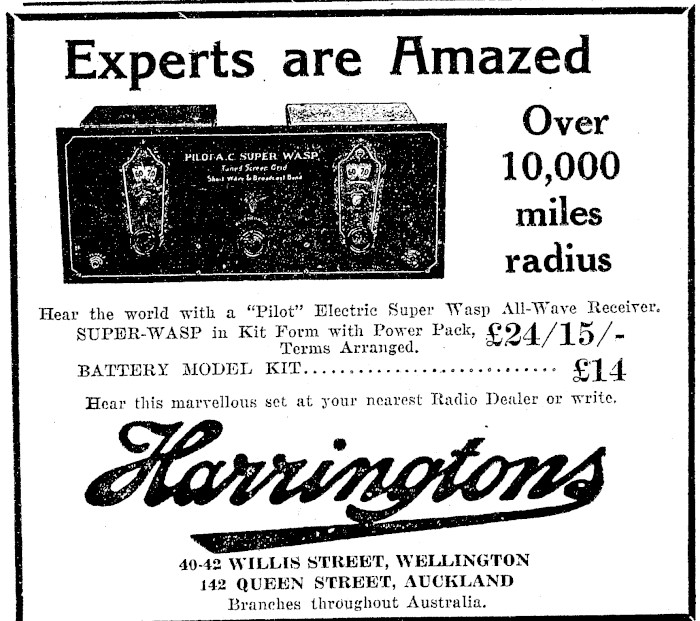 Experts are Amazed
PILOT A.C SUPER WASP
Tuned Screen Grid
Short Wave & Broadcast Band
Over
10,000
miles
radius
Hear the world with a "Pilot" Electric Super Wasp All-Wave Receiver.
SUPER-WASP in Kit Form with Power Pack, £24/15/-
Terms Arranged.
BATTERY MODEL KIT............................ £14
Hear this marvellous set at your nearest Radio Dealer or write.
Harringtons
40-42 WILLIS STREET, WELLINGTON
142 QUEEN STREET, AUCKLAND
Branches throughout Australia.